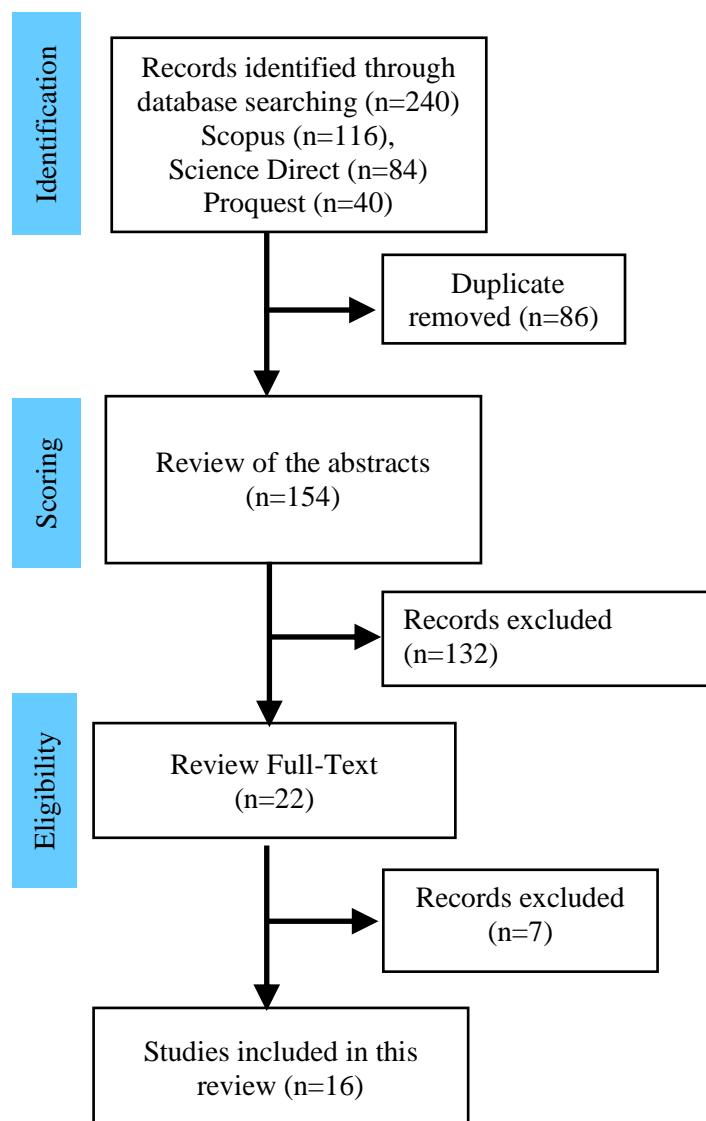 Identification
Records identified through
database searching (n=240)
Scopus (n=116),
Science Direct (n=84)
Proquest (n=40)
Duplicate
removed (n=86)
Scoring
Review of the abstracts
(n=154)
Records excluded
(n=132)
Eligibility
Review Full-Text
(n=22)
Records excluded
(n=7)
Studies included in this
review (n=16)